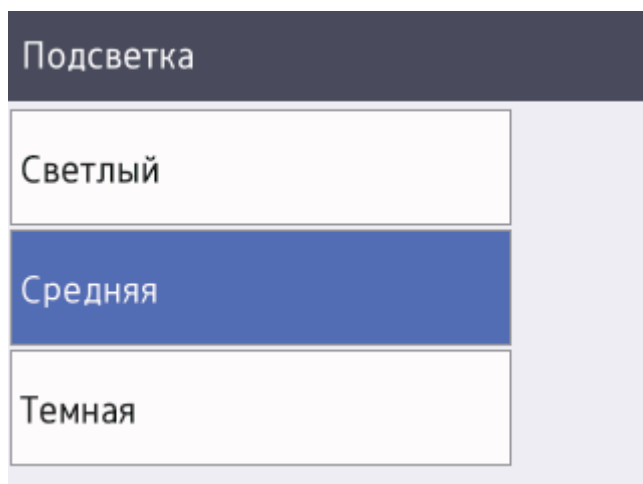 Подсветка
Светлый
Средняя
Темная